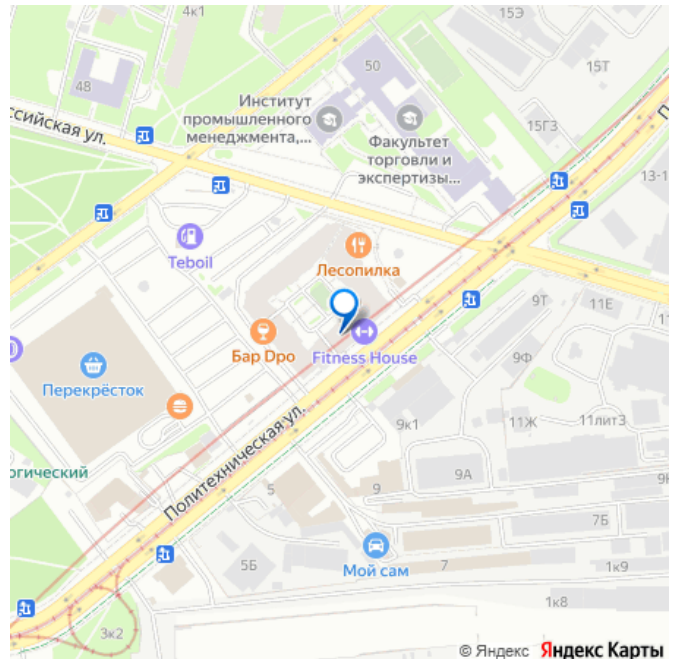 4к1
15Э
48
50
15Т
Институт
промышленного
менеджмента,...
ссийская ул.
Факультет
торговли и
экспертизы...
15Г3
13-1
Teboil
Лесопилка
9Т
11Е
Бар Dро
Fitness House
9Ф
Перекрёсток
Политехническая ул.
9к1
11Ж
11лит3
огический
5
9
9А
7Б
5Б
Мой сам
7
1к9
1к8
3к2
© Яндекс Яндекс Карты